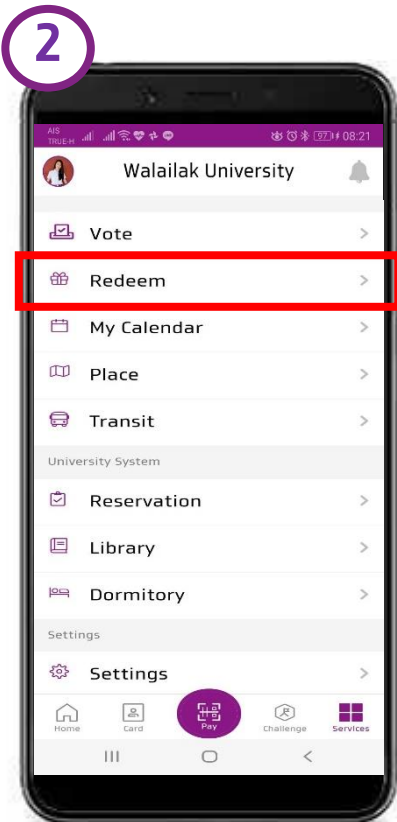 2
AIS
TRUE-H 97 08:21
Walailak University
Vote
Redeem
My Calendar
Place
Transit
University System
Reservation
Library
Dormitory
Settings
Settings
Home Card Pay Challenge Services